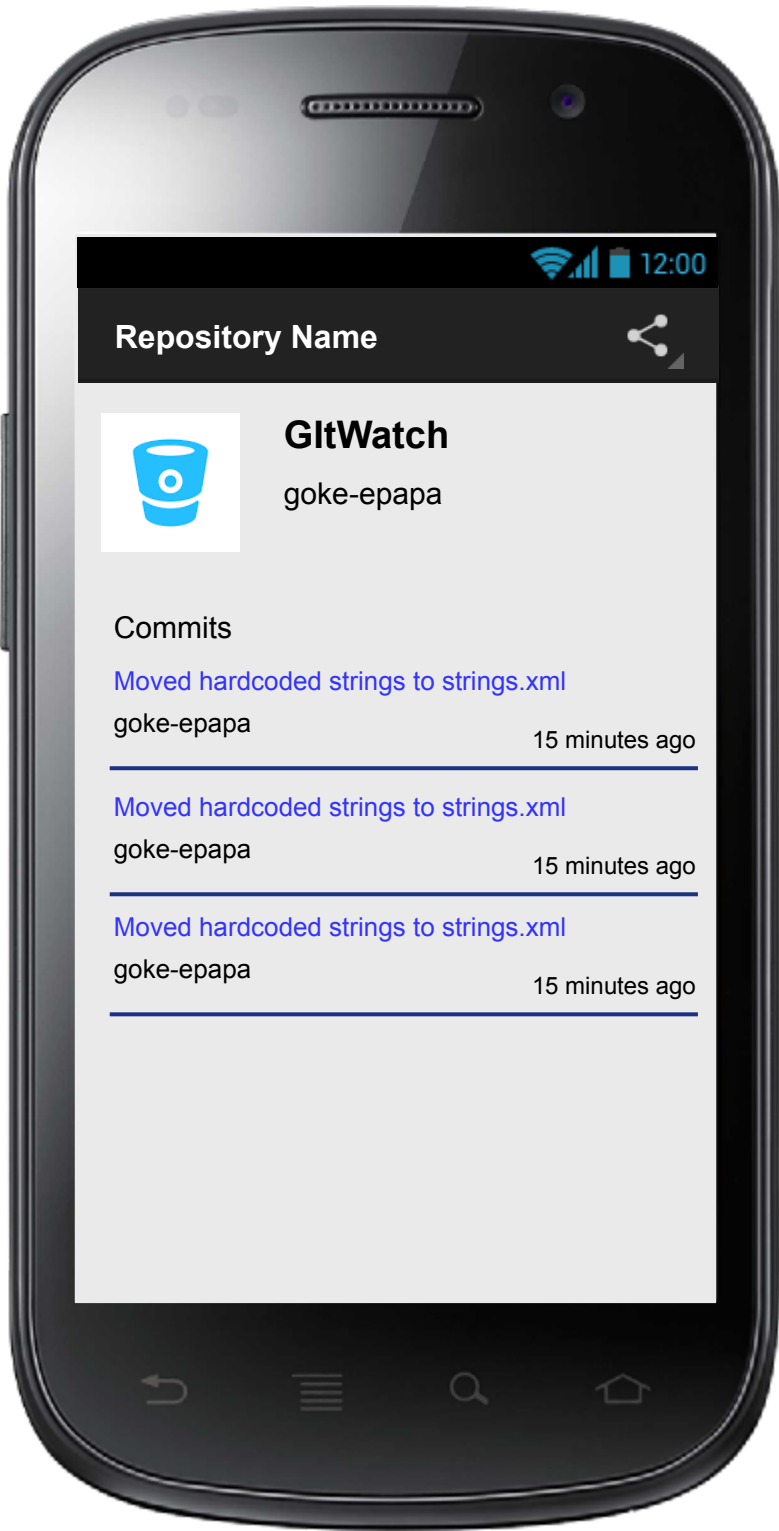 12:00
Repository Name
GItWatch
goke-epapa
Commits
Moved hardcoded strings to strings.xml
goke-epapa
15 minutes ago
Moved hardcoded strings to strings.xml
goke-epapa
15 minutes ago
Moved hardcoded strings to strings.xml
goke-epapa
15 minutes ago